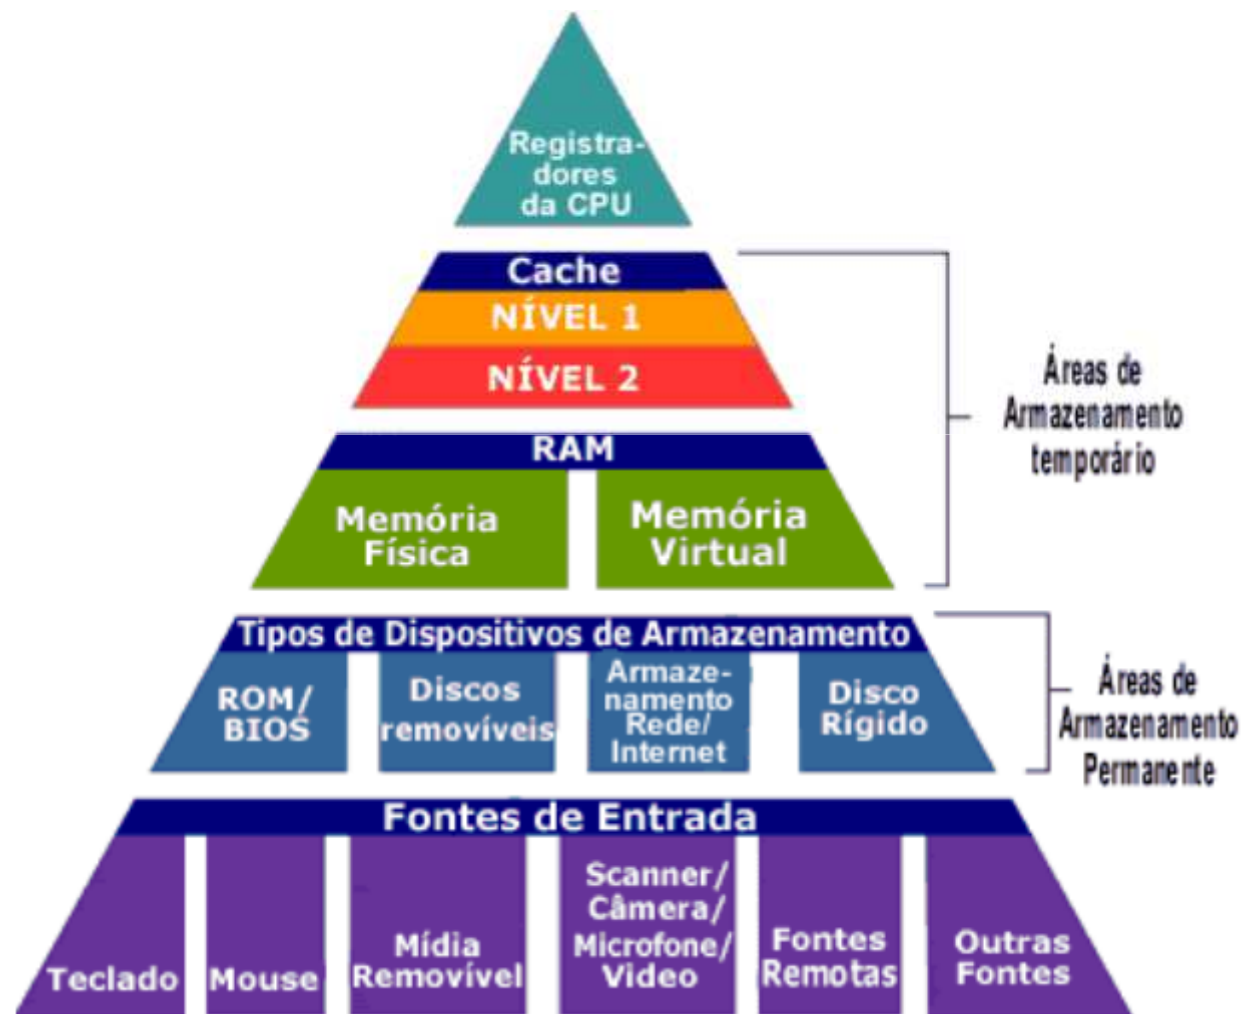 Registra-
dores
da CPU
Cache
NÍVEL 1
NÍVEL 2
RAM
Memória
Física
Memória
Virtual
Áreas de
Armazenamento
temporário
Tipos de Dispositivos de Armazenamento
ROM/
BIOS
Discos
removíveis
Armaze-
namento
Rede/
Internet
Disco
Rígido
Áreas de
Armazenamento
Permanente
Fontes de Entrada
Teclado
Mouse
Mídia
Removível
Scanner/
Câmera/
Microfone/
Video
Fontes
Remotas
Outras
Fontes